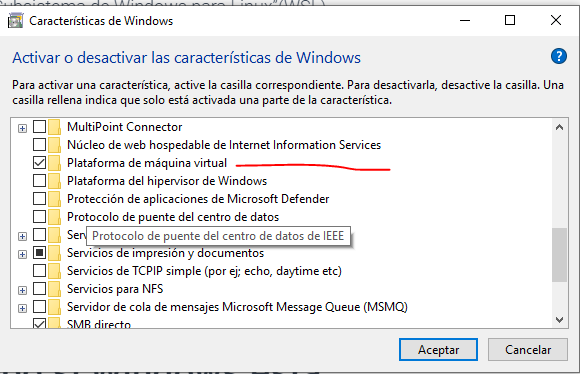 Subsistema de Windows para Linux"(WSL)
Características de Windows
Activar o desactivar las características de Windows
Para activar una característica, active la casilla correspondiente. Para desactivarla, desactive la casilla. Una
casilla rellena indica que solo está activada una parte de la característica.
MultiPoint Connector
Núcleo de web hospedable de Internet Information Services
Plataforma de máquina virtual
Plataforma del hipervisor de Windows
Protección de aplicaciones de Microsoft Defender
Protocolo de puente del centro de datos
Protocolo de puente del centro de datos de IEEE
Servicios de impresión y documentos
Servicios de TCPIP simple (por ej; echo, daytime etc)
Servicios para NFS
Servidor de cola de mensajes Microsoft Message Queue (MSMQ)
SMB directo
Aceptar
Cancelar